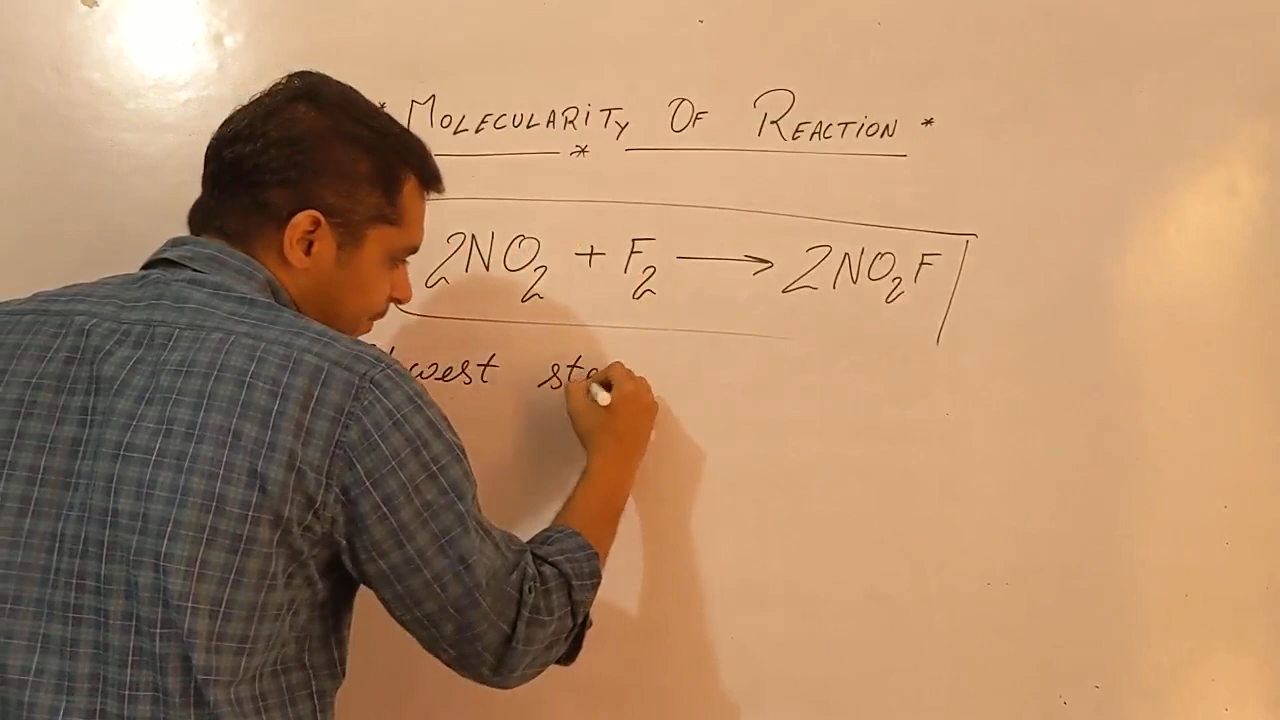 * MOLECULARITY OF REACTION *
*
2NO₂ + F₂ → 2NO₂F